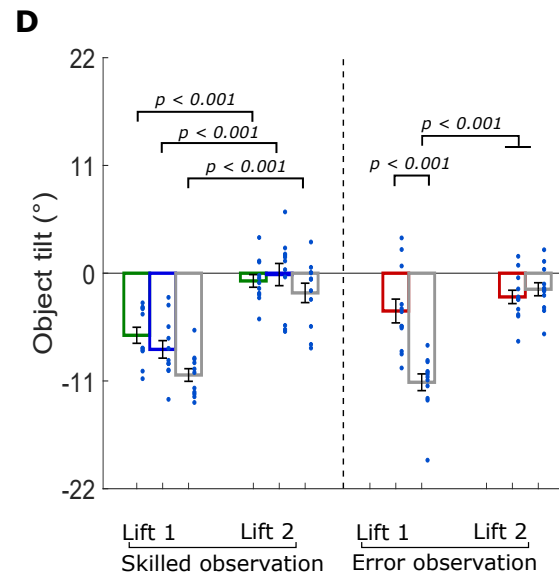 D
22
p < 0.001
p < 0.001
p < 0.001
p < 0.001
p < 0.001
11
Object tilt (°)
0
-11
-22
Lift 1 Lift 2 Lift 1 Lift 2
Skilled observation Error observation